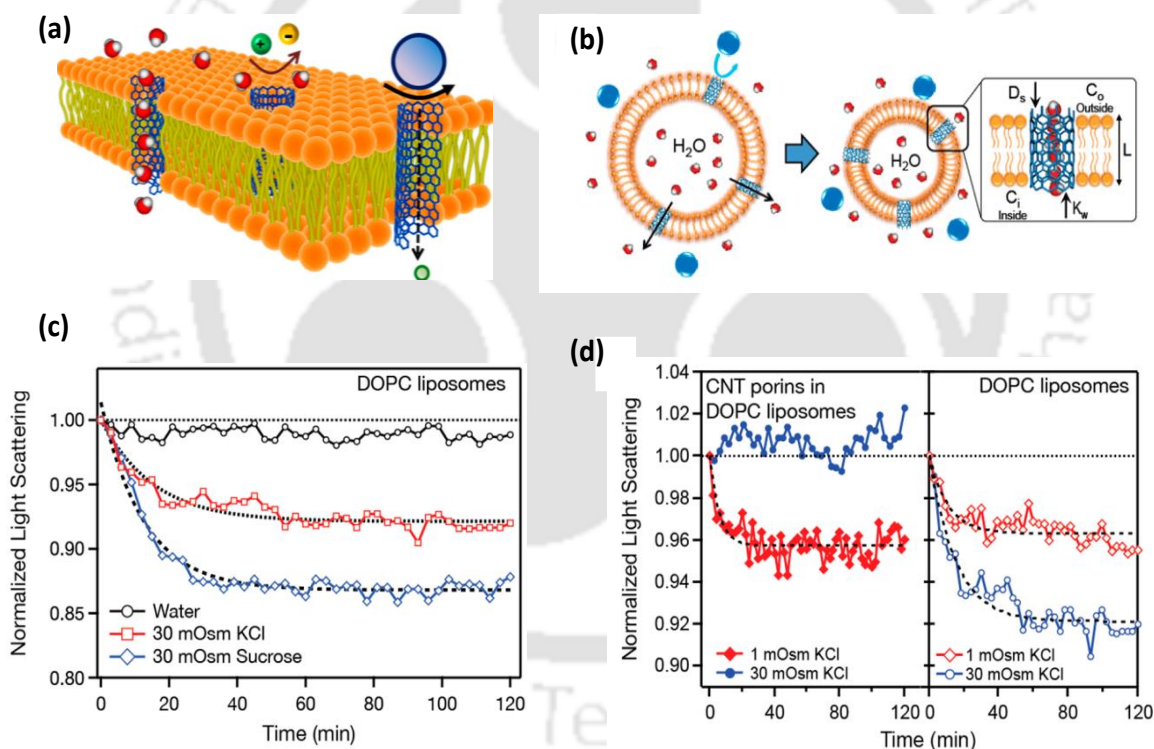 (a)
(b)
H₂O
H₂O
Dₛ
Cₒ
Outside
L
Cᵢ
Inside
K_w
(c)
DOPC liposomes
Normalized Light Scattering
1.00
0.95
0.90
0.85
0.80
Water
30 mOsm KCl
30 mOsm Sucrose
0 20 40 60 80 100 120
Time (min)
(d)
CNT porins in
DOPC liposomes
DOPC liposomes
Normalized Light Scattering
1.04
1.02
1.00
0.98
0.96
0.94
0.92
0.90
1 mOsm KCl
30 mOsm KCl
1 mOsm KCl
30 mOsm KCl
0 40 80 120 0 40 80 120
Time (min)
Te